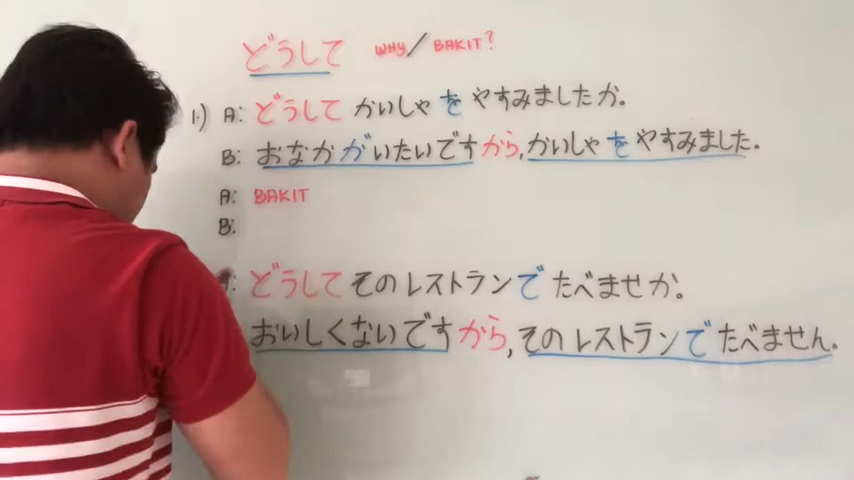 どうして WHY/BAKIT?
1.) A: どうして かいしゃ を やすみましたか。
B: おなか が いたいです から, かいしゃ を やすみました.
A: BAKIT
B:
: どうして そのレストラン で たべませか。
おいしくないです から, そのレストラン で たべません。